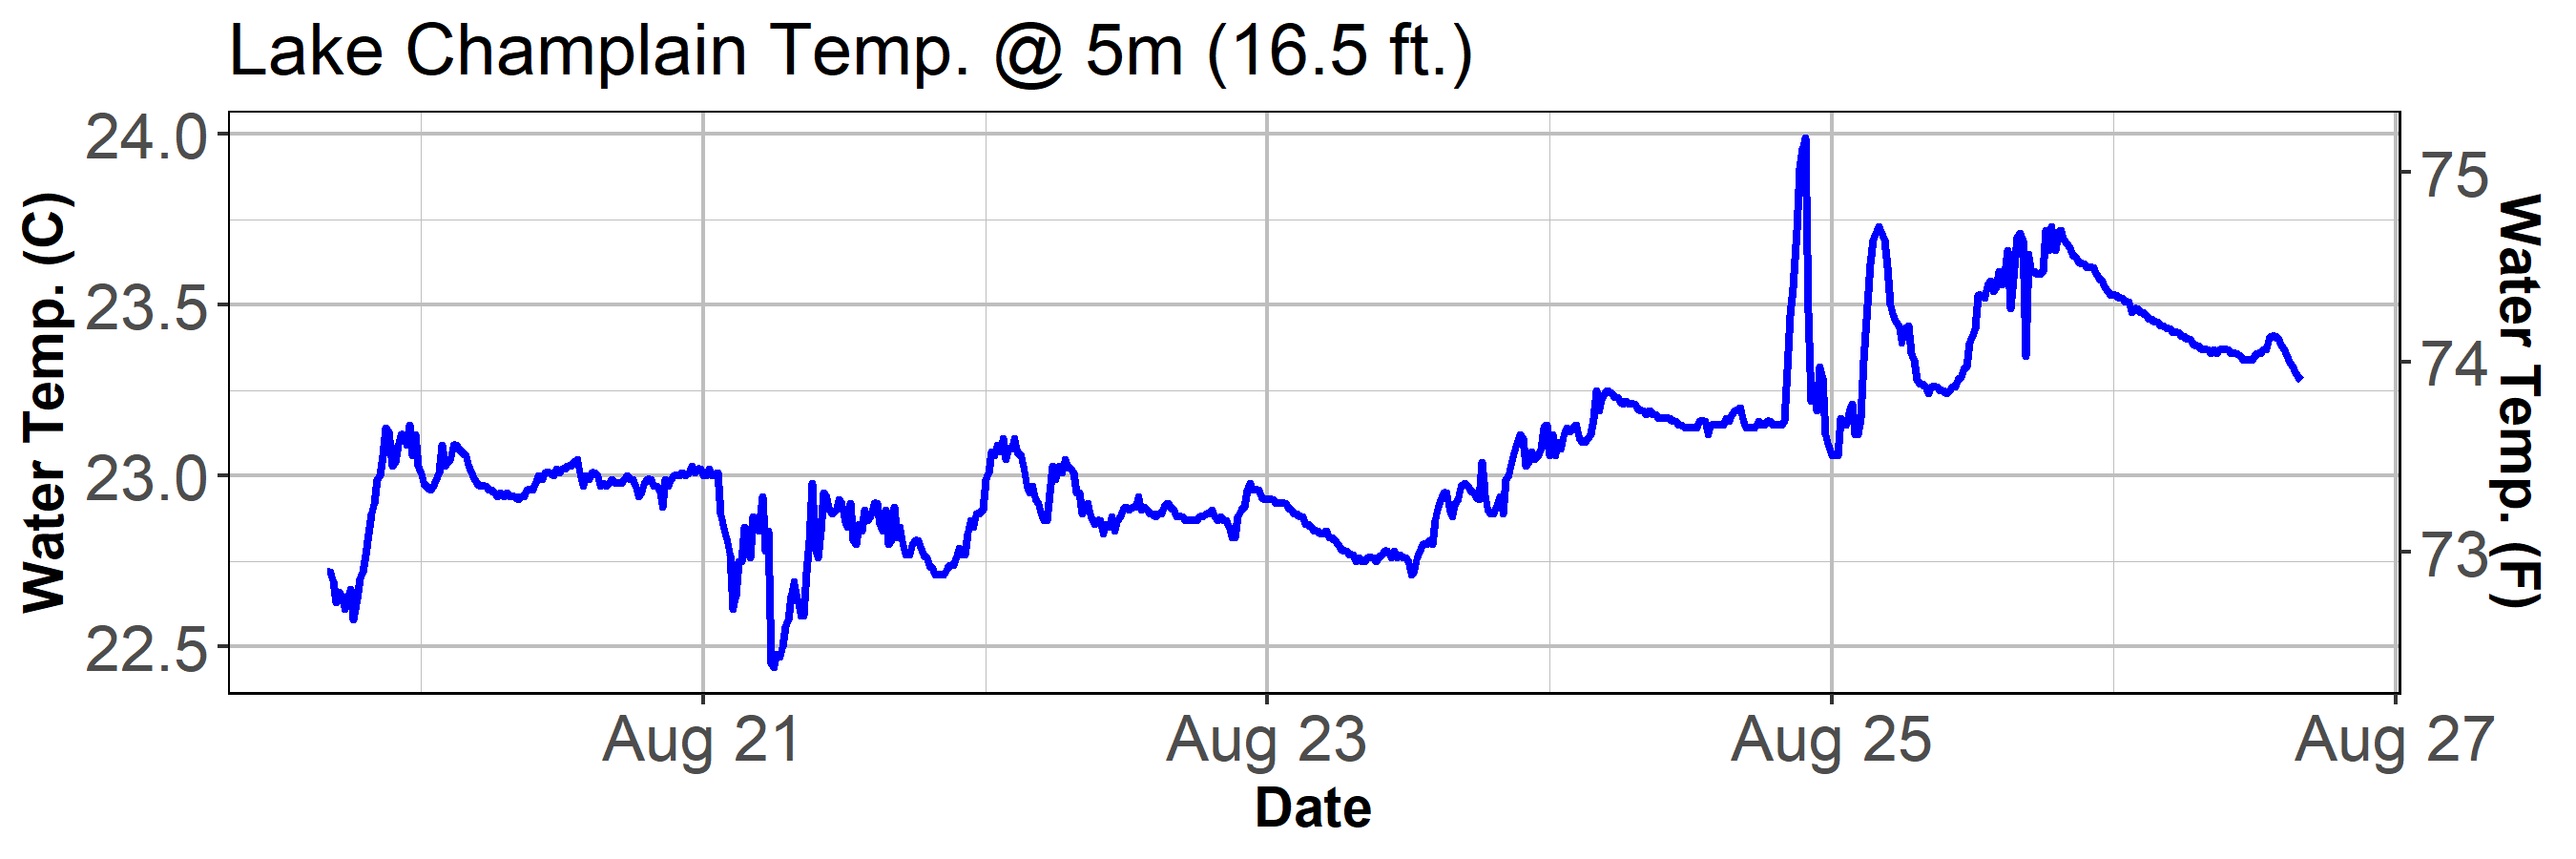 Lake Champlain Temp. @ 5m (16.5 ft.)
Water Temp. (C)
24.0
23.5
23.0
22.5
75
74
73
Water Temp. (F)
Aug 21
Aug 23
Aug 25
Aug 27
Date